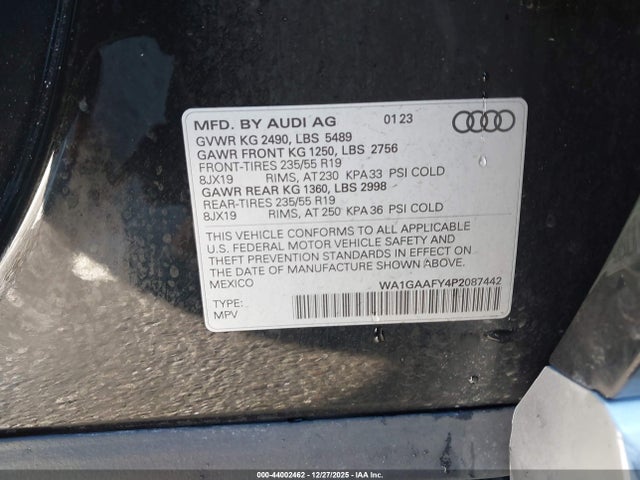 MFD. BY AUDI AG 01 23
GVWR KG 2490, LBS 5489
GAWR FRONT KG 1250, LBS 2756
FRONT-TIRES 235/55 R19
8JX19 RIMS, AT 230 KPA 33 PSI COLD
GAWR REAR KG 1360, LBS 2998
REAR-TIRES 235/55 R19
8JX19 RIMS, AT 250 KPA 36 PSI COLD
THIS VEHICLE CONFORMS TO ALL APPLICABLE
U.S. FEDERAL MOTOR VEHICLE SAFETY AND
THEFT PREVENTION STANDARDS IN EFFECT ON
THE DATE OF MANUFACTURE SHOWN ABOVE.
MEXICO
WA1GAAFY4P2087442
TYPE:
MPV
000-44002462 - 12/27/2025 - IAA Inc.